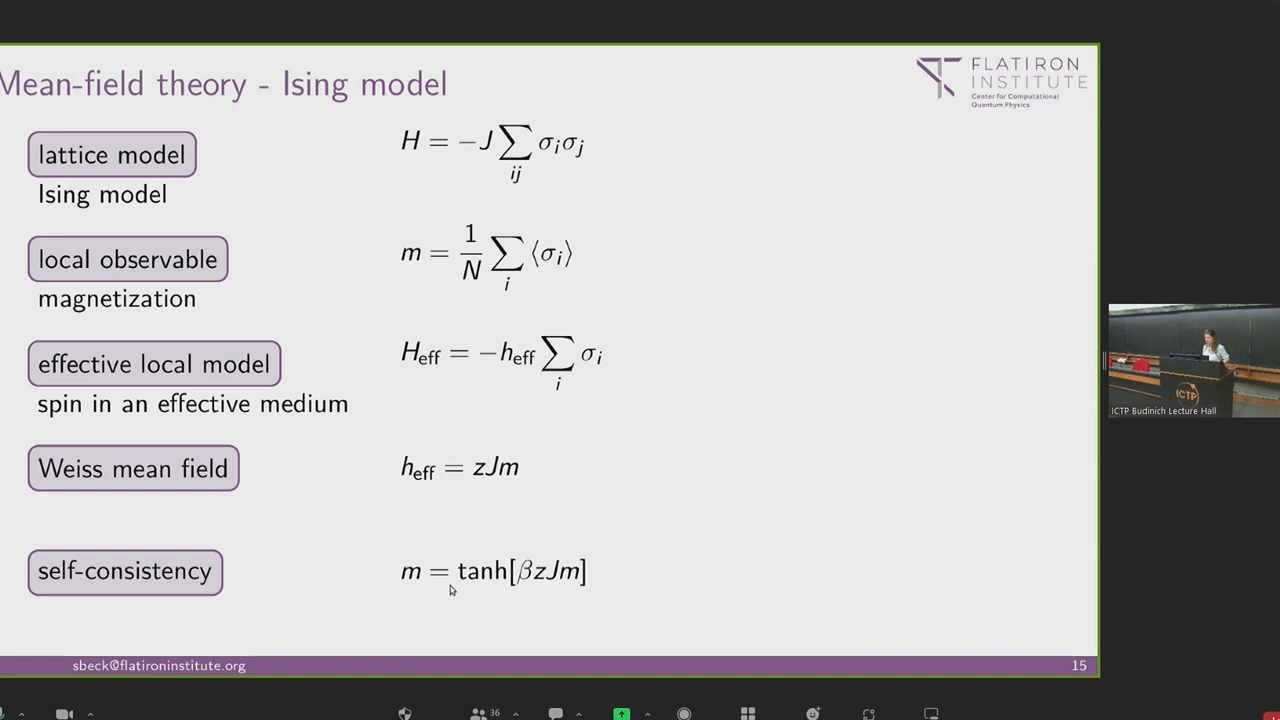 Mean-field theory - Ising model
FLATIRON
INSTITUTE
Center for Computational
Quantum Physics
lattice model
H = −J ∑_{ij} σ_i σ_j
Ising model
local observable
m = \frac{1}{N} ∑_i ⟨σ_i⟩
magnetization
effective local model
H_eff = −h_eff ∑_i σ_i
spin in an effective medium
Weiss mean field
h_eff = zJm
self-consistency
m = tanh[βzJm]
sbeck@flatironinstitute.org
15
ICTP
ICTP Budinich Lecture Hall
36